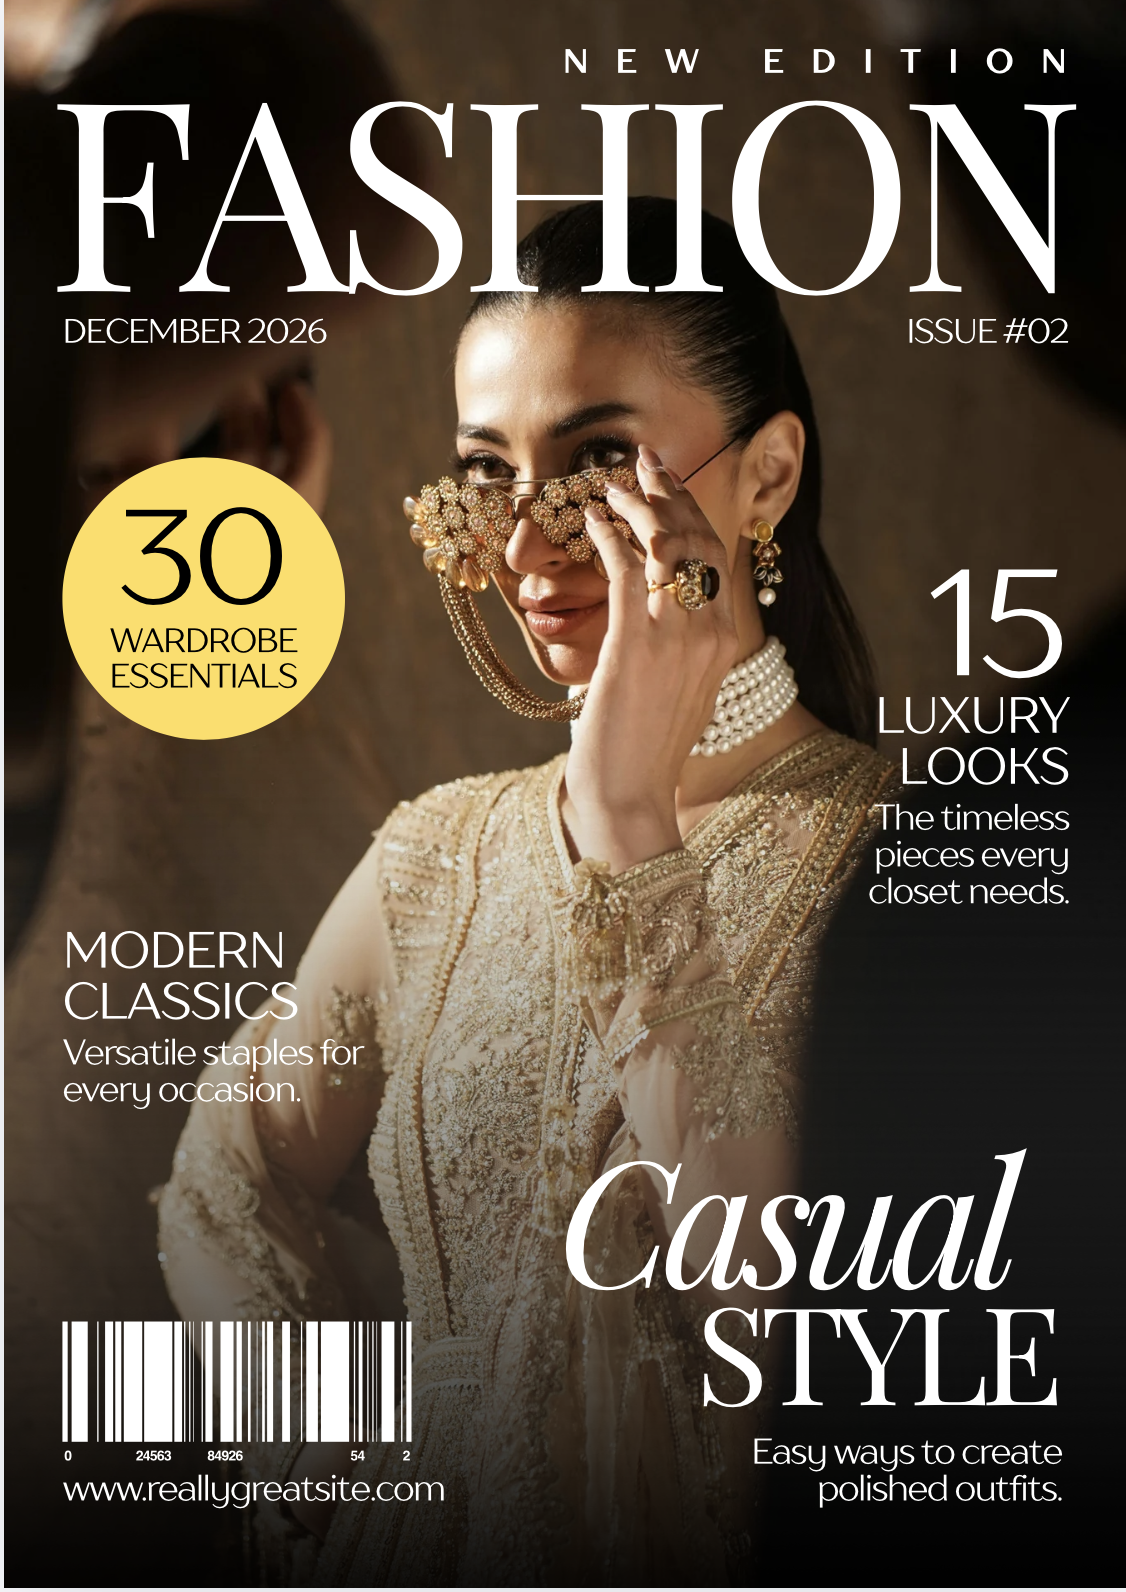 NEW EDITION
FASHION
DECEMBER 2026
ISSUE #02
30
WARDROBE
ESSENTIALS
15
LUXURY
LOOKS
The timeless
pieces every
closet needs.
MODERN
CLASSICS
Versatile staples for
every occasion.
Casual
STYLE
Easy ways to create
polished outfits.
0 24563 84926 54 2
www.reallygreatsite.com